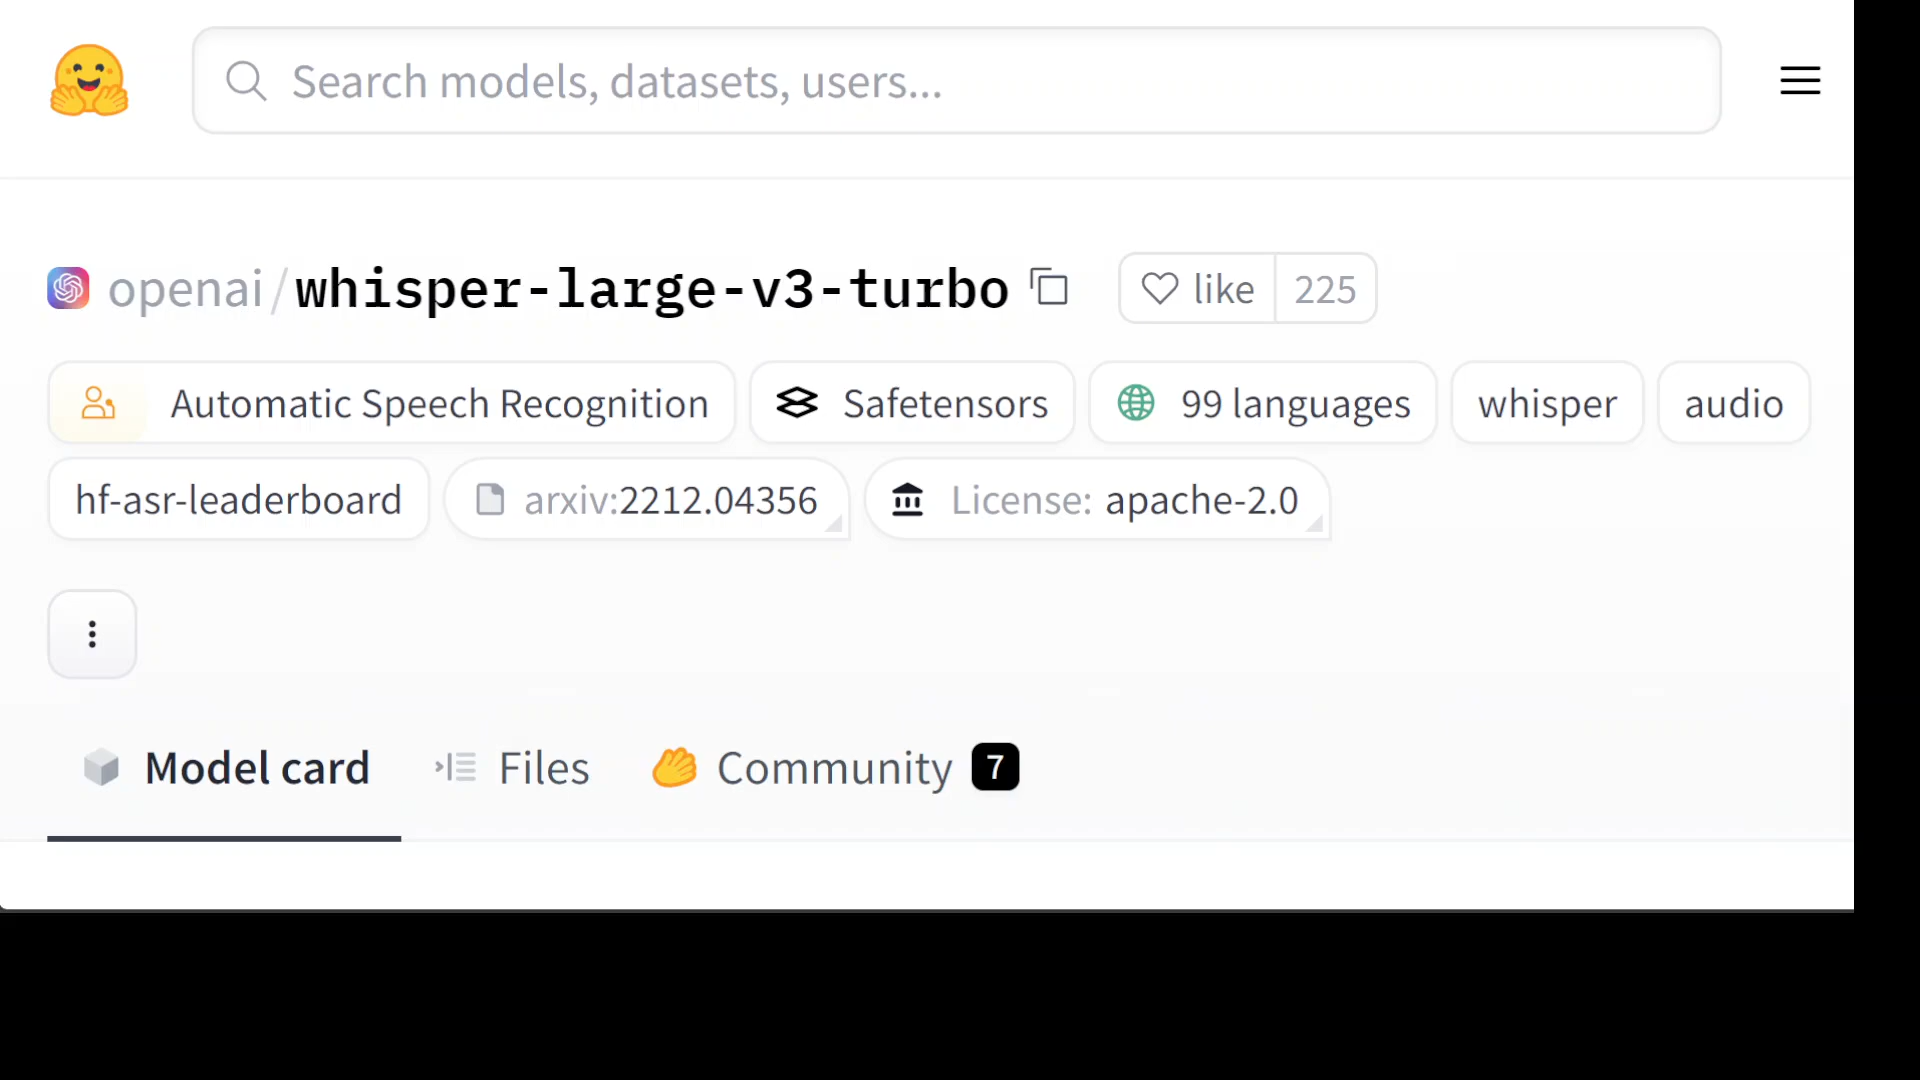 Search models, datasets, users...
openai/whisper-large-v3-turbo like 225
Automatic Speech Recognition Safetensors 99 languages whisper audio
hf-asr-leaderboard arxiv:2212.04356 License: apache-2.0
Model card Files Community 7